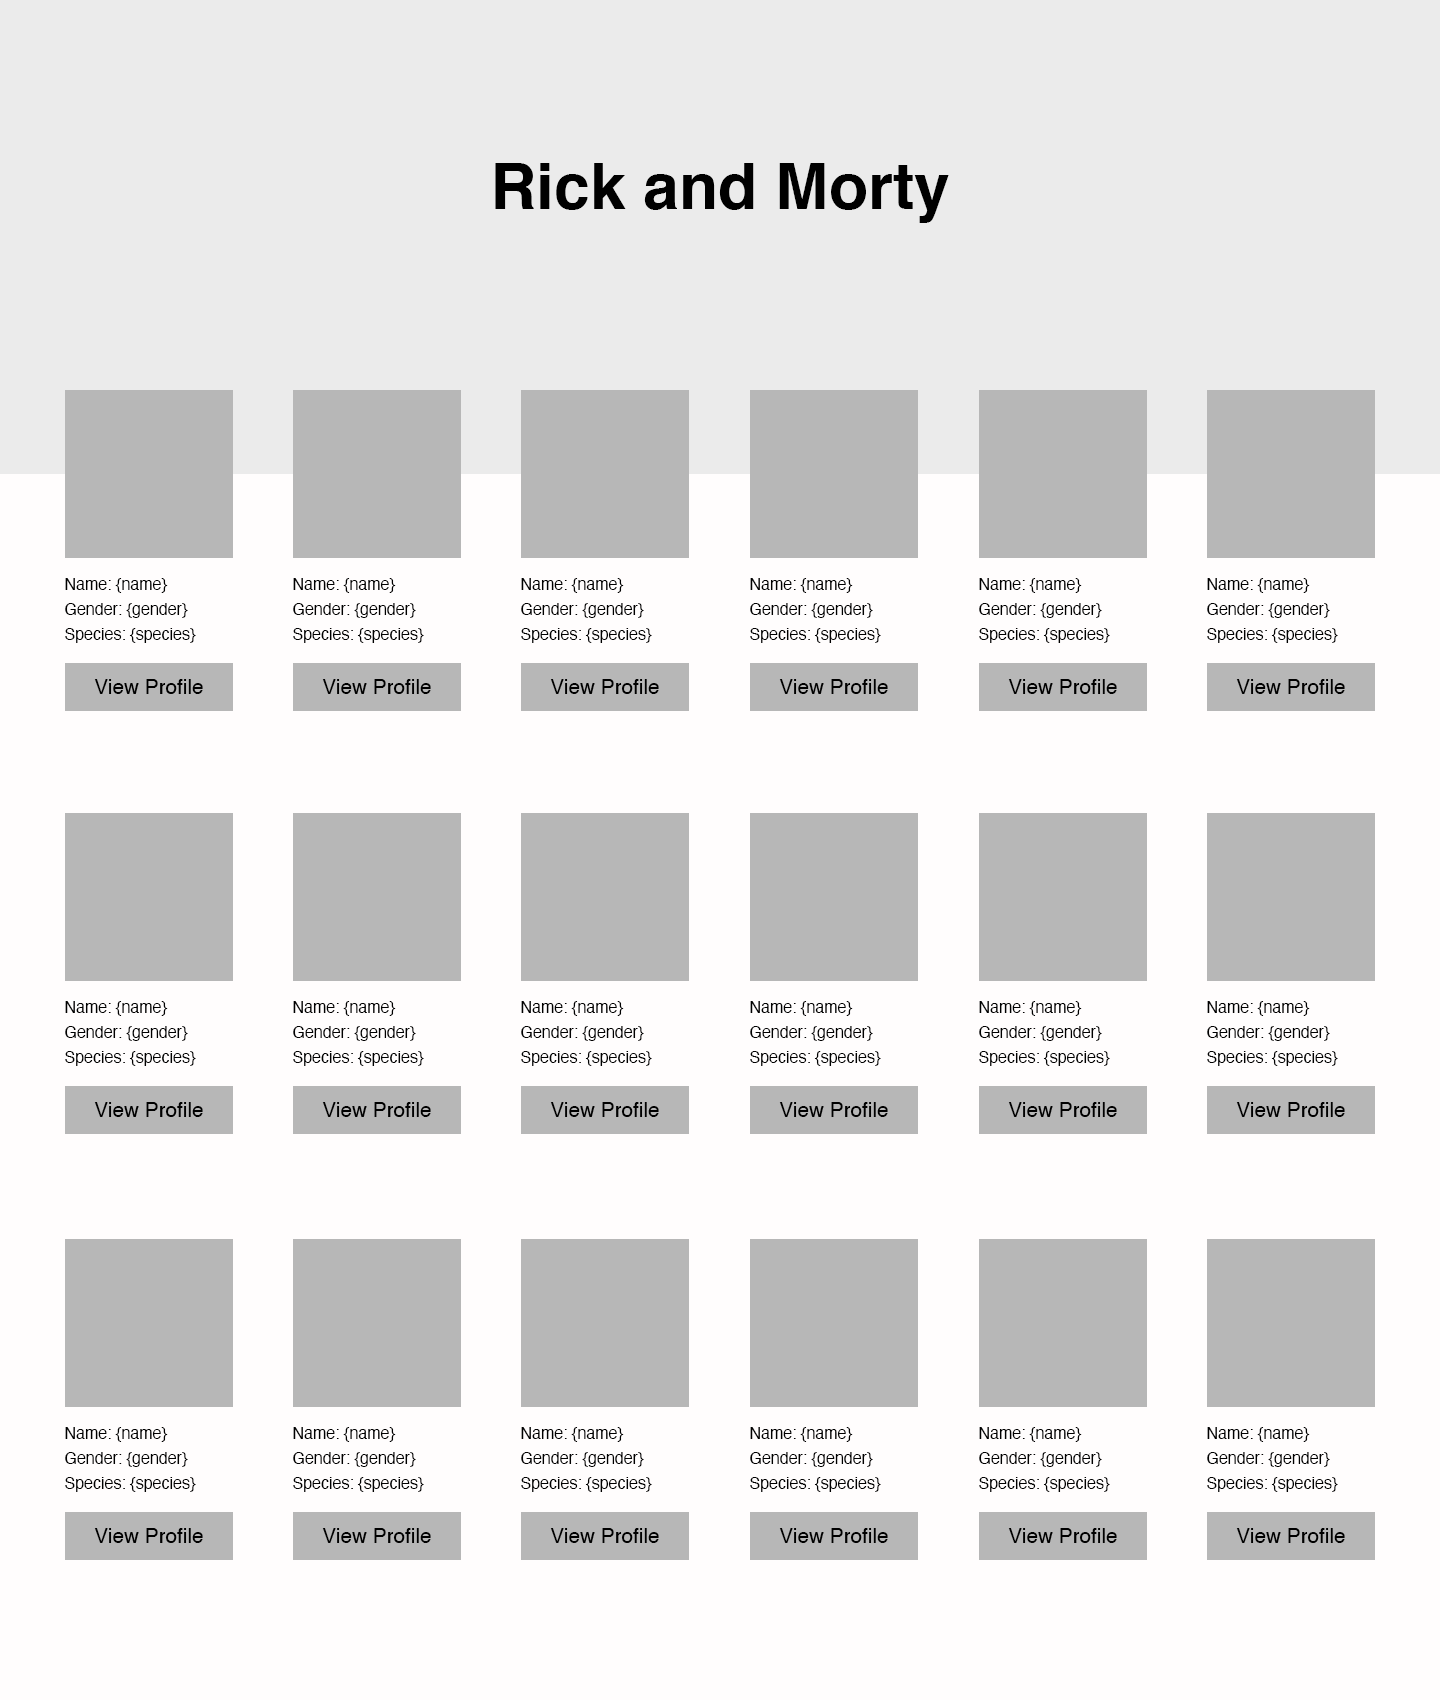 Rick and Morty
Name: {name} Name: {name} Name: {name} Name: {name} Name: {name} Name: {name}
Gender: {gender} Gender: {gender} Gender: {gender} Gender: {gender} Gender: {gender} Gender: {gender}
Species: {species} Species: {species} Species: {species} Species: {species} Species: {species} Species: {species}
View Profile View Profile View Profile View Profile View Profile View Profile
Name: {name} Name: {name} Name: {name} Name: {name} Name: {name} Name: {name}
Gender: {gender} Gender: {gender} Gender: {gender} Gender: {gender} Gender: {gender} Gender: {gender}
Species: {species} Species: {species} Species: {species} Species: {species} Species: {species} Species: {species}
View Profile View Profile View Profile View Profile View Profile View Profile
Name: {name} Name: {name} Name: {name} Name: {name} Name: {name} Name: {name}
Gender: {gender} Gender: {gender} Gender: {gender} Gender: {gender} Gender: {gender} Gender: {gender}
Species: {species} Species: {species} Species: {species} Species: {species} Species: {species} Species: {species}
View Profile View Profile View Profile View Profile View Profile View Profile